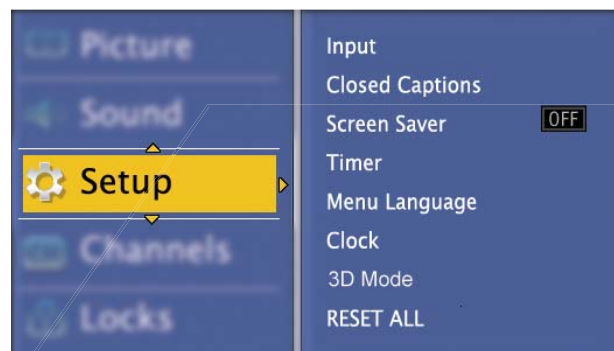 Picture
Sound
Setup
Channels
Locks
Input
Closed Captions
Screen Saver OFF
Timer
Menu Language
Clock
3D Mode
RESET ALL